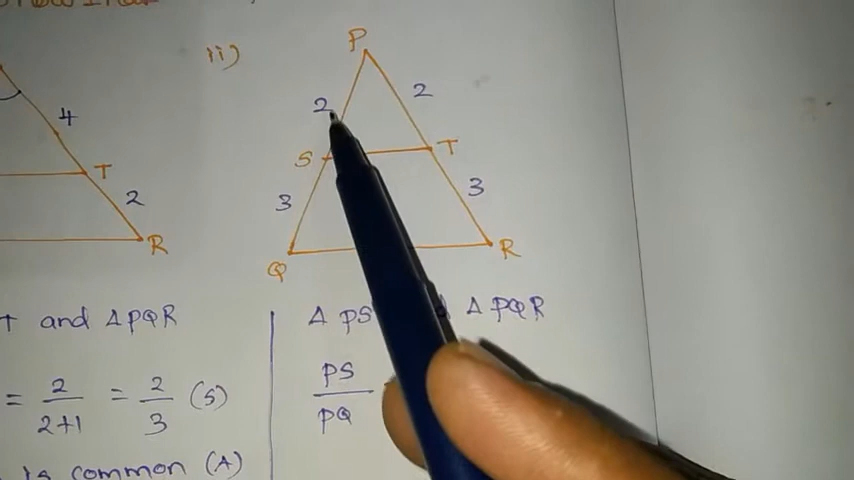 ii)
P
2 2
4
S T
T
3 3
2
R
Q R
T and Δ PQR
Δ PS Δ PQR
= 2/2+1 = 2/3 (S)
PS/PQ
is common (A)